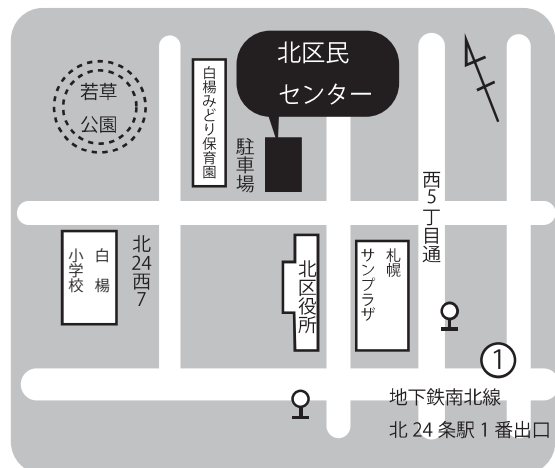 北区民
センター
若草
公園
白楊みどり保育園
駐車場
西5丁目通
北24西7
白楊
小学校
北区役所
札幌
サンプラザ
1
地下鉄南北線
北24条駅1番出口